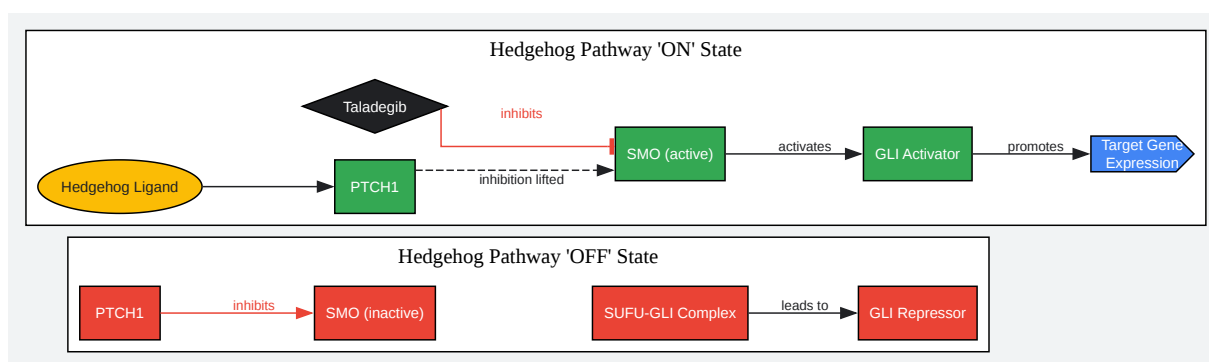 Hedgehog Pathway 'ON' State
Taladegib
inhibits
SMO (active)
activates
GLI Activator
promotes
Target Gene
Expression
Hedgehog Ligand
PTCH1
inhibition lifted
Hedgehog Pathway 'OFF' State
PTCH1
inhibits
SMO (inactive)
SUFU-GLI Complex
leads to
GLI Repressor